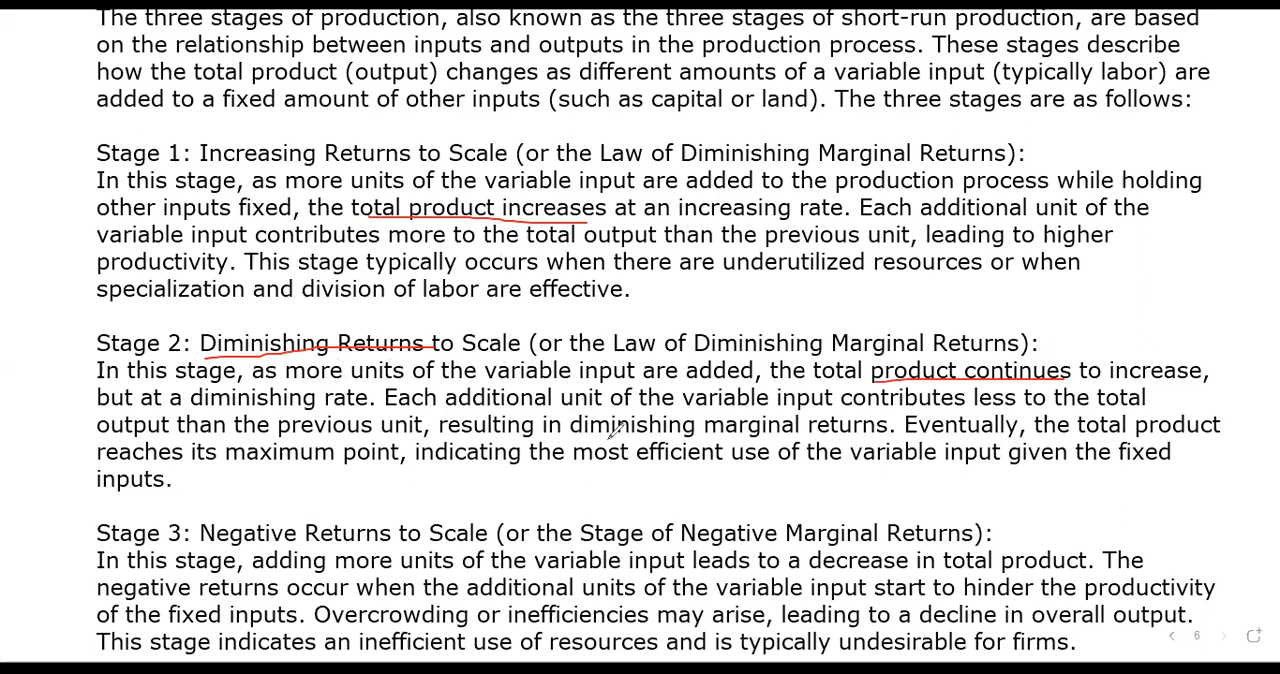 The three stages of production, also known as the three stages of short-run production, are based
on the relationship between inputs and outputs in the production process. These stages describe
how the total product (output) changes as different amounts of a variable input (typically labor) are
added to a fixed amount of other inputs (such as capital or land). The three stages are as follows:
Stage 1: Increasing Returns to Scale (or the Law of Diminishing Marginal Returns):
In this stage, as more units of the variable input are added to the production process while holding
other inputs fixed, the total product increases at an increasing rate. Each additional unit of the
variable input contributes more to the total output than the previous unit, leading to higher
productivity. This stage typically occurs when there are underutilized resources or when
specialization and division of labor are effective.
Stage 2: Diminishing Returns to Scale (or the Law of Diminishing Marginal Returns):
In this stage, as more units of the variable input are added, the total product continues to increase,
but at a diminishing rate. Each additional unit of the variable input contributes less to the total
output than the previous unit, resulting in diminishing marginal returns. Eventually, the total product
reaches its maximum point, indicating the most efficient use of the variable input given the fixed
inputs.
Stage 3: Negative Returns to Scale (or the Stage of Negative Marginal Returns):
In this stage, adding more units of the variable input leads to a decrease in total product. The
negative returns occur when the additional units of the variable input start to hinder the productivity
of the fixed inputs. Overcrowding or inefficiencies may arise, leading to a decline in overall output.
This stage indicates an inefficient use of resources and is typically undesirable for firms.
6